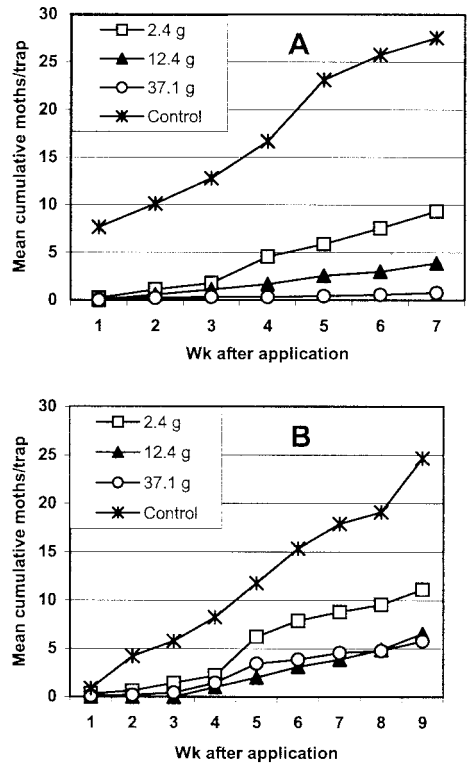 30
25
20
15
10
5
0
Mean cumulative moths/trap
2.4 g
12.4 g
37.1 g
Control
A
1 2 3 4 5 6 7
Wk after application
30
25
20
15
10
5
0
Mean cumulative moths/trap
2.4 g
12.4 g
37.1 g
Control
B
1 2 3 4 5 6 7 8 9
Wk after application